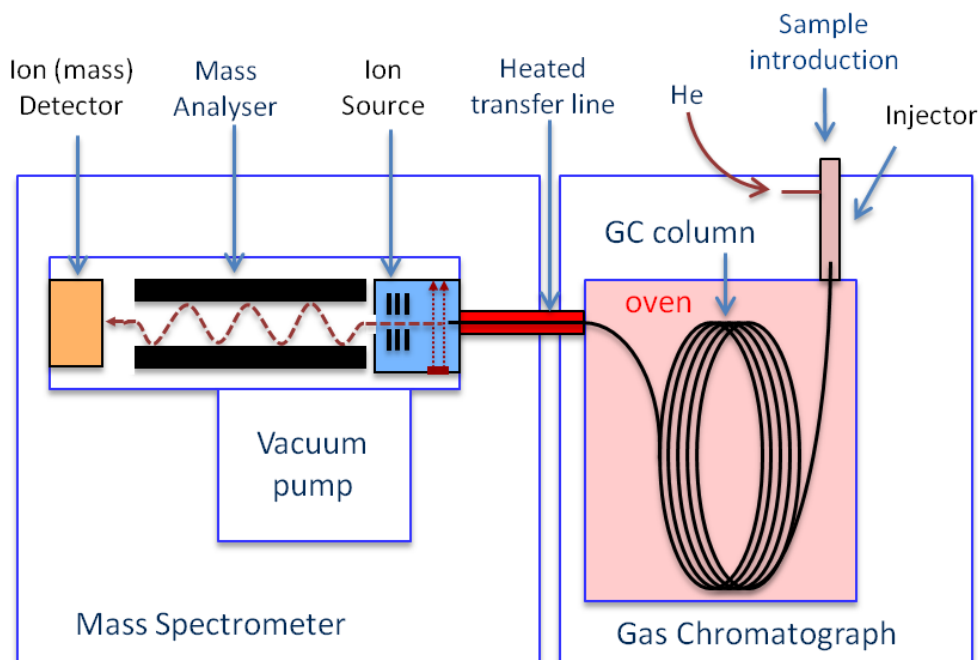 Ion (mass)
Detector
Mass
Analyser
Ion
Source
Heated
transfer line
He
Sample
introduction
Injector
GC column
oven
Vacuum
pump
Mass Spectrometer
Gas Chromatograph